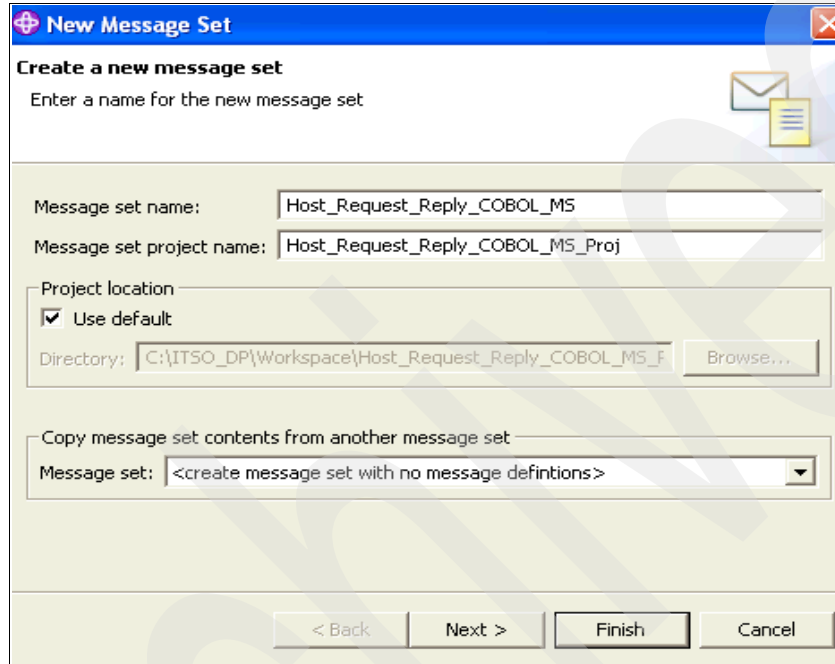 New Message Set
Create a new message set
Enter a name for the new message set
Message set name: Host_Request_Reply_COBOL_MS
Message set project name: Host_Request_Reply_COBOL_MS_Proj
Project location
Use default
Directory: C:\ITSO_DP\Workspace\Host_Request_Reply_COBOL_MS_P Browse...
Copy message set contents from another message set
Message set: <create message set with no message defintions>
< Back Next > Finish Cancel